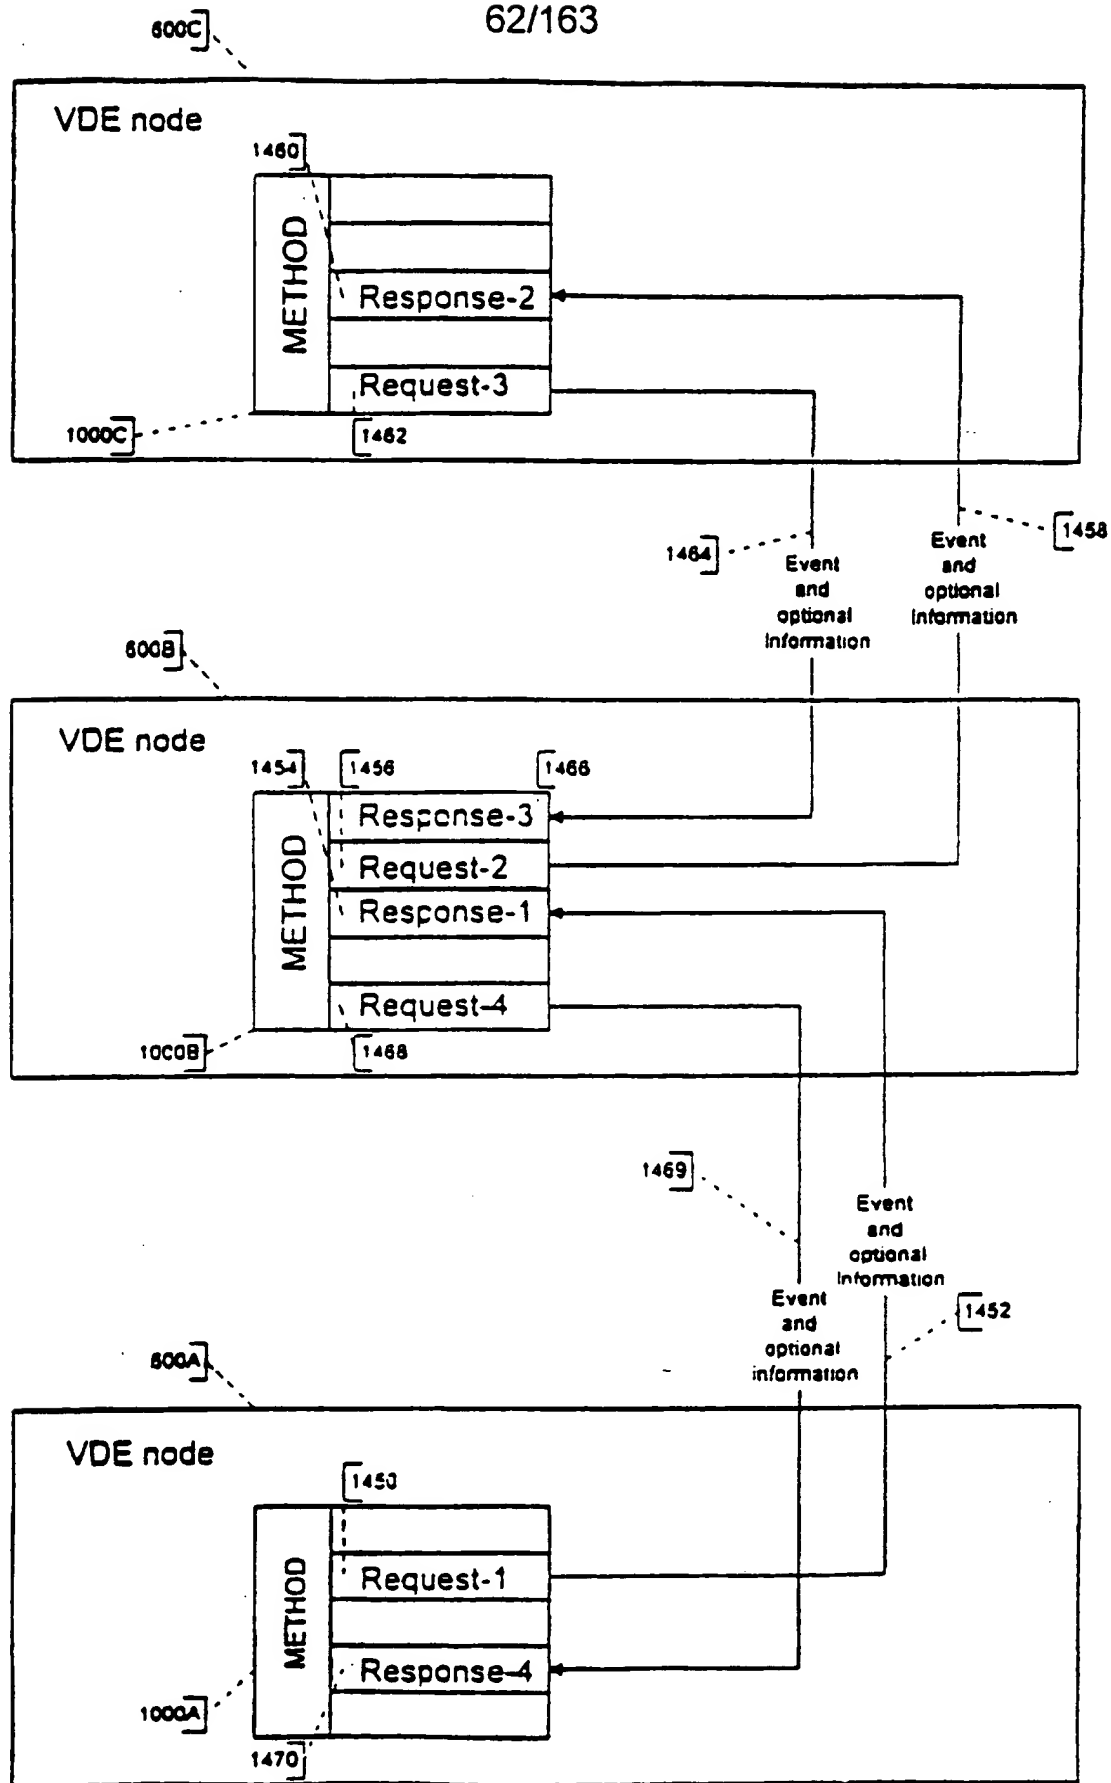 62/163
600C
VDE node
1460
METHOD
Response-2
Request-3
1000C
1462
1464
Event
and
optional
Information
1458
Event
and
optional
Information
600B
VDE node
1454
1456
1466
METHOD
Response-3
Request-2
Response-1
Request-4
1000B
1468
1469
Event
and
optional
Information
Event
and
optional
information
1452
600A
VDE node
1450
METHOD
Request-1
Response-4
1000A
1470